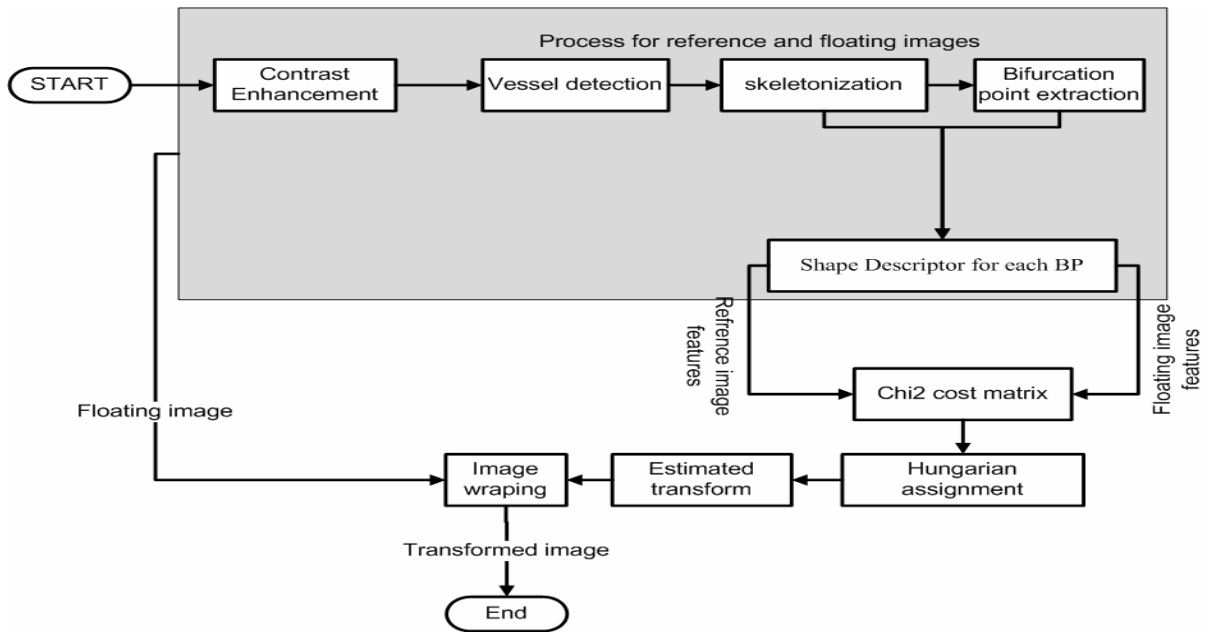 Process for reference and floating images
START
Contrast
Enhancement
Vessel detection
skeletonization
Bifurcation
point extraction
Shape Descriptor for each BP
Refrence image
features
Floating image
features
Chi2 cost matrix
Floating image
Hungarian
assignment
Estimated
transform
Image
wraping
Transformed image
End